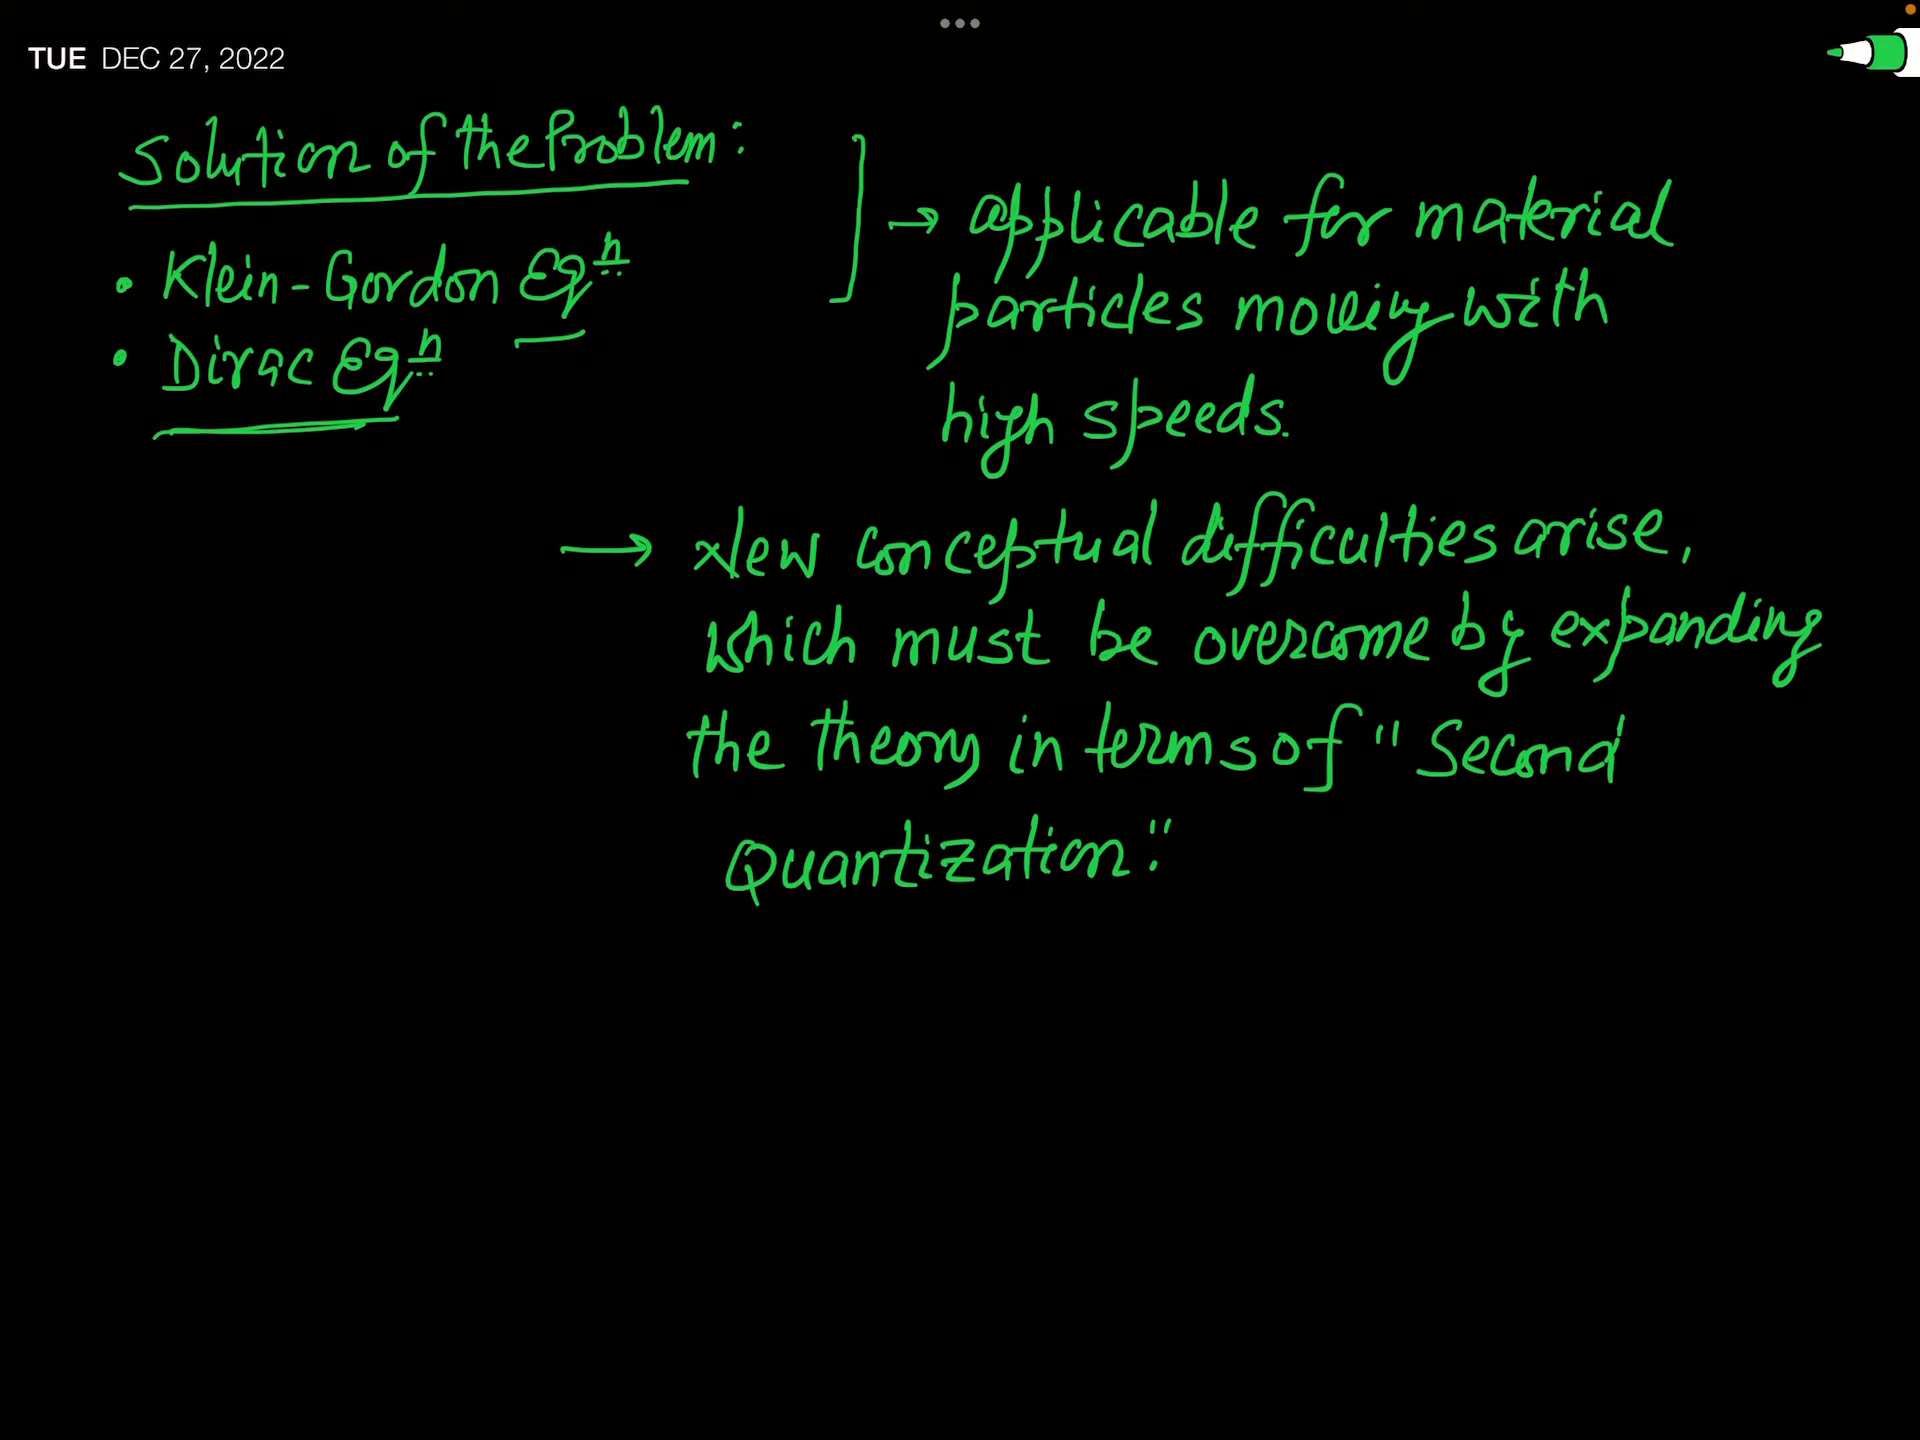 TUE DEC 27, 2022
Solution of the Problem:
• Klein-Gordon Eqⁿ
• Dirac Eqⁿ
→ applicable for material
particles moving with
high speeds.
→ New conceptual difficulties arise,
which must be overcome by expanding
the theory in terms of "Second
Quantization."